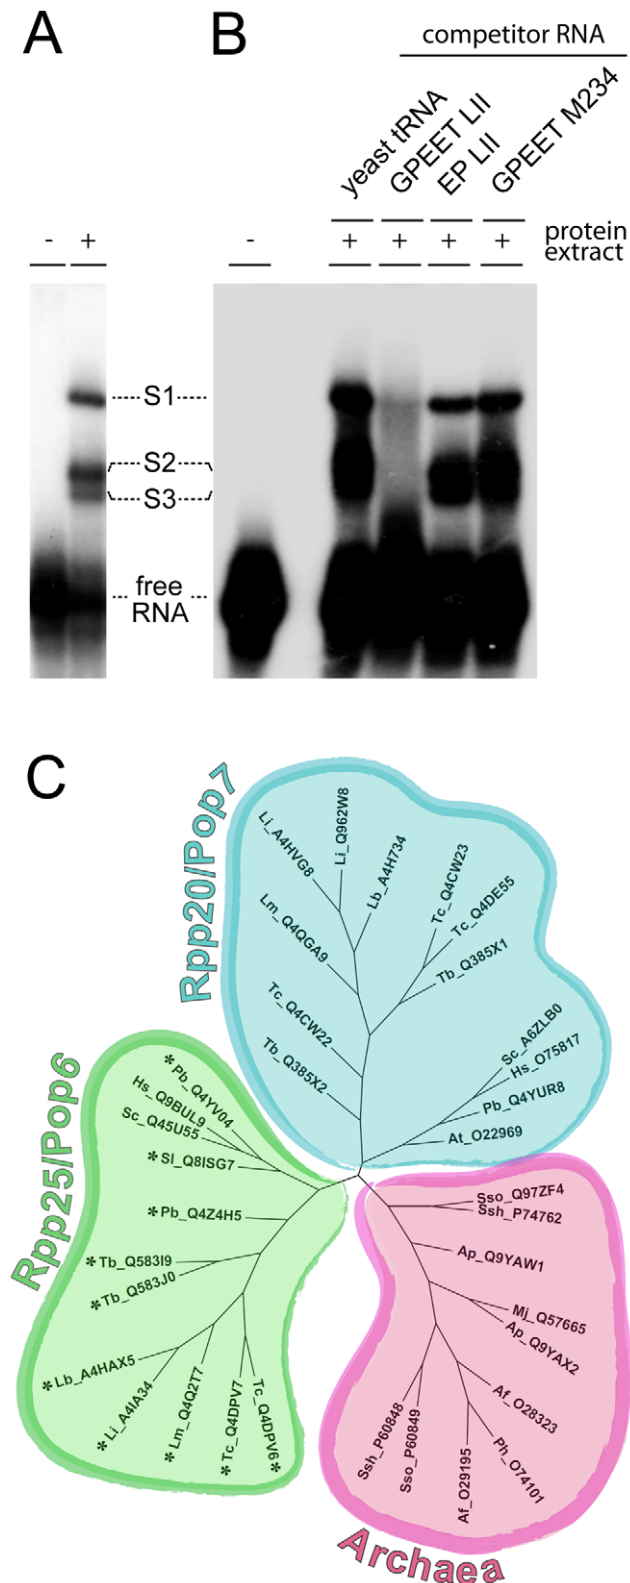 A
B
competitor RNA
yeast tRNA
GPEET LII
EP LII
GPEET M234
- +
- + + + +
protein
extract
S1
S2
S3
free
RNA
C
Rpp20/Pop7
Li_A4HVG8
Li_Q962W8
Lb_A4H734
Lm_Q4QGA9
Tc_Q4CW23
Tc_Q4DE55
Tb_Q385X1
Tc_Q4CW22
Tb_Q385X2
Sc_A6ZLB0
Hs_O75817
Pb_Q4YUR8
At_O22969
Rpp25/Pop6
*Pb_Q4YV04
Hs_Q9BUL9
Sc_Q45U55
*Sl_Q8ISG7
*Pb_Q4Z4H5
*Tb_Q583I9
*Tb_Q583J0
*Lb_A4HAX5
*Li_A4IA34
*Lm_Q4Q2T7
*Tc_Q4DPV7
Tc_Q4DPV6*
Sso_Q97ZF4
Ssh_P74762
Ap_Q9YAW1
Mj_Q57665
Ap_Q9YAX2
Af_O28323
Ph_O74101
Af_O29195
Sso_P60849
Ssh_P60848
Archaea